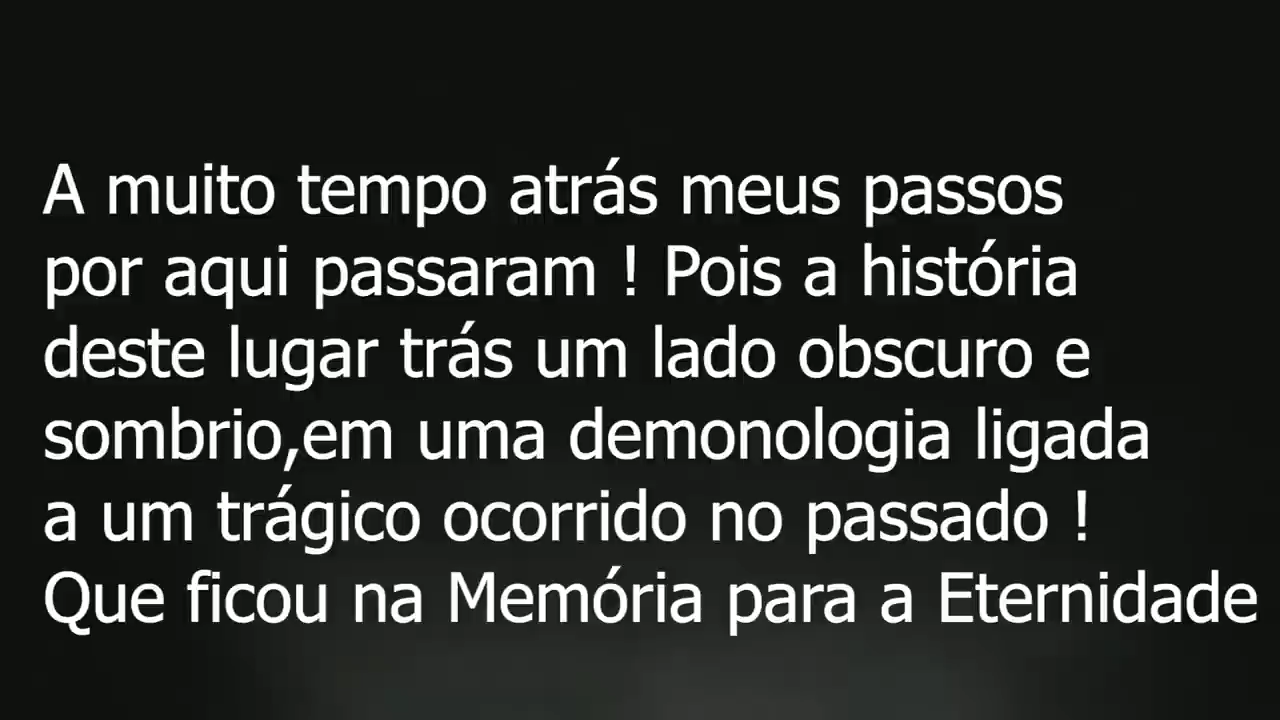 A muito tempo atrás meus passos
por aqui passaram ! Pois a história
deste lugar trás um lado obscuro e
sombrio,em uma demonologia ligada
a um trágico ocorrido no passado !
Que ficou na Memória para a Eternidade